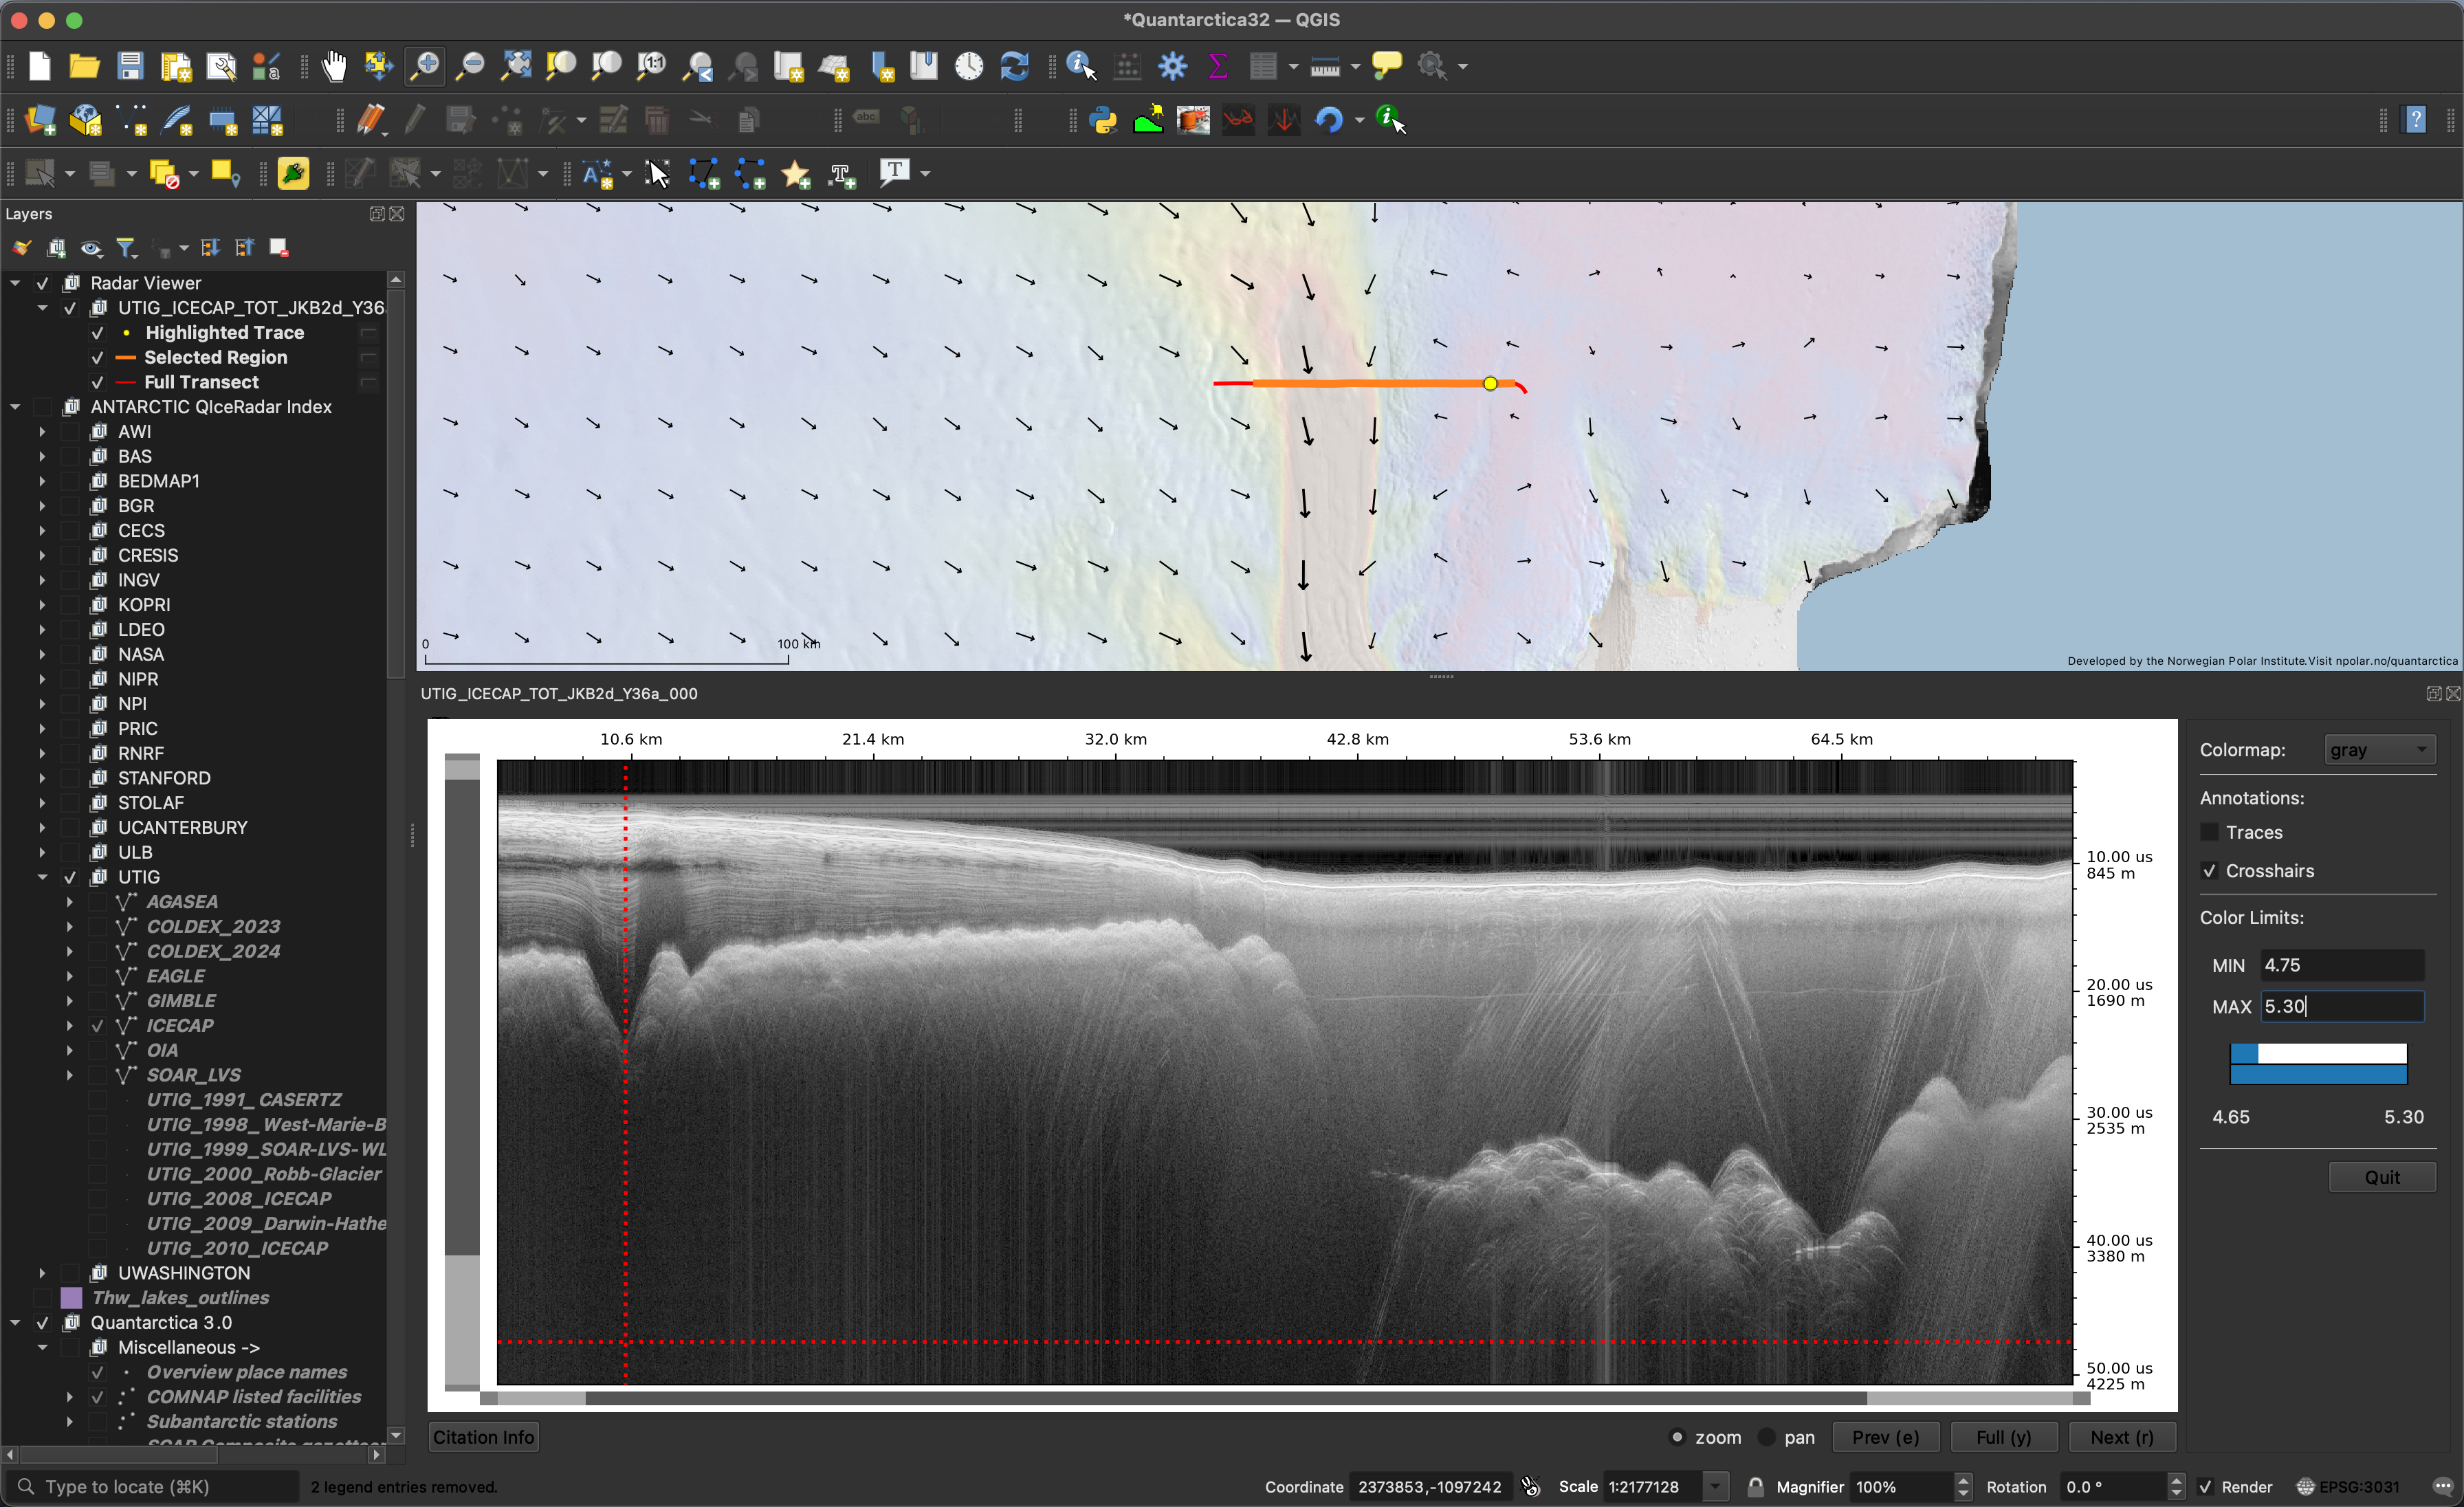 *Quantarctica32 — QGIS
Layers
Radar Viewer
UTIG_ICECAP_TOT_JKB2d_Y36
Highlighted Trace
Selected Region
Full Transect
ANTARCTIC QIceRadar Index
AWI
BAS
BEDMAP1
BGR
CECS
CRESIS
INGV
KOPRI
LDEO
NASA
NIPR
NPI
PRIC
RNRF
STANFORD
STOLAF
UCANTERBURY
ULB
UTIG
AGASEA
COLDEX_2023
COLDEX_2024
EAGLE
GIMBLE
ICECAP
OIA
SOAR_LVS
UTIG_1991_CASERTZ
UTIG_1998_West-Marie-B
UTIG_1999_SOAR-LVS-WL
UTIG_2000_Robb-Glacier
UTIG_2008_ICECAP
UTIG_2009_Darwin-Hathe
UTIG_2010_ICECAP
UWASHINGTON
Thw_lakes_outlines
Quantarctica 3.0
Miscellaneous ->
Overview place names
COMNAP listed facilities
Subantarctic stations
0 100 km
Developed by the Norwegian Polar Institute. Visit npolar.no/quantarctica
UTIG_ICECAP_TOT_JKB2d_Y36a_000
10.6 km 21.4 km 32.0 km 42.8 km 53.6 km 64.5 km
10.00 us
845 m
20.00 us
1690 m
30.00 us
2535 m
40.00 us
3380 m
50.00 us
4225 m
Colormap: gray
Annotations:
Traces
Crosshairs
Color Limits:
MIN 4.75
MAX 5.30
4.65 5.30
Quit
Citation Info zoom pan Prev (e) Full (y) Next (r)
Type to locate (⌘K) 2 legend entries removed. Coordinate 2373853,-1097242 Scale 1:2177128 Magnifier 100% Rotation 0.0 ° Render EPSG:3031